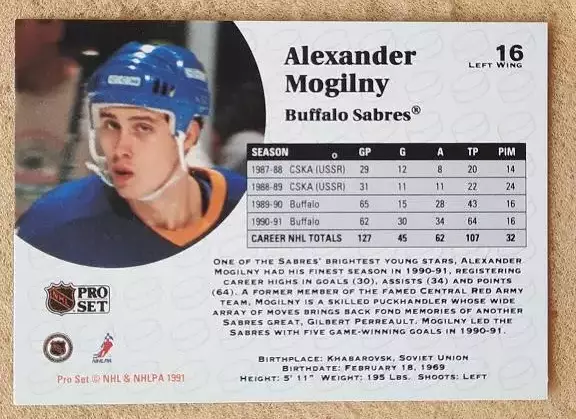 Alexander
Mogilny
16
LEFT WING
Buffalo Sabres®
SEASON GP G A TP PIM
1987-88 CSKA (USSR) 29 12 8 20 14
1988-89 CSKA (USSR) 31 11 11 22 24
1989-90 Buffalo 65 15 28 43 16
1990-91 Buffalo 62 30 34 64 16
CAREER NHL TOTALS 127 45 62 107 32
ONE OF THE SABRES' BRIGHTEST YOUNG STARS, ALEXANDER
MOGILNY HAD HIS FINEST SEASON IN 1990-91, REGISTERING
CAREER HIGHS IN GOALS (30), ASSISTS (34) AND POINTS
(64). A FORMER MEMBER OF THE FAMED CENTRAL RED ARMY
TEAM, MOGILNY IS A SKILLED PUCKHANDLER WHOSE WIDE
ARRAY OF MOVES BRINGS BACK FOND MEMORIES OF ANOTHER
SABRES GREAT, GILBERT PERREAULT. MOGILNY LED THE
SABRES WITH FIVE GAME-WINNING GOALS IN 1990-91.
BIRTHPLACE: KHABAROVSK, SOVIET UNION
BIRTHDATE: FEBRUARY 18, 1969
HEIGHT: 5' 11" WEIGHT: 195 LBS. SHOOTS: LEFT
CCM
NHL PRO
SET
NHLPA
Pro Set © NHL & NHLPA 1991